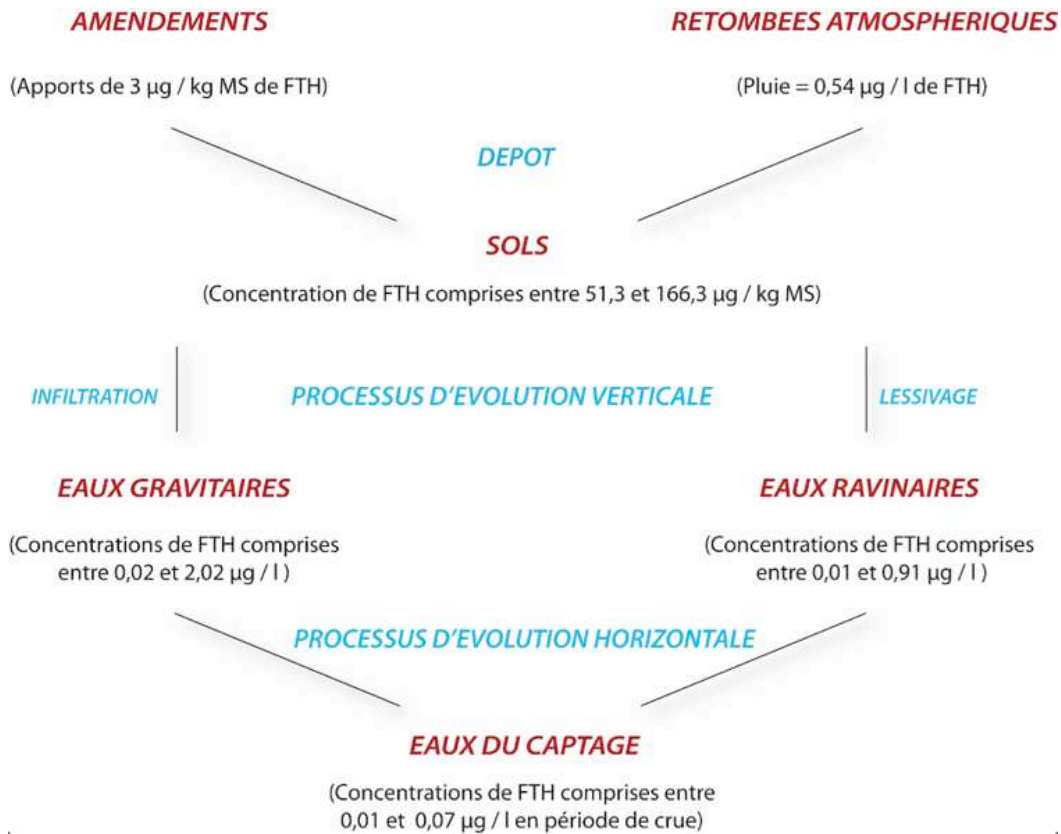 AMENDEMENTS
RETOMBEES ATMOSPHERIQUES
(Apports de 3 µg / kg MS de FTH)
(Pluie = 0,54 µg / l de FTH)
DEPOT
SOLS
(Concentration de FTH comprises entre 51,3 et 166,3 µg / kg MS)
INFILTRATION
PROCESSUS D'EVOLUTION VERTICALE
LESSIVAGE
EAUX GRAVITAIRES
EAUX RAVINAIRES
(Concentrations de FTH comprises
entre 0,02 et 2,02 µg / l )
(Concentrations de FTH comprises
entre 0,01 et 0,91 µg / l )
PROCESSUS D'EVOLUTION HORIZONTALE
EAUX DU CAPTAGE
(Concentrations de FTH comprises entre
0,01 et 0,07 µg / l en période de crue)